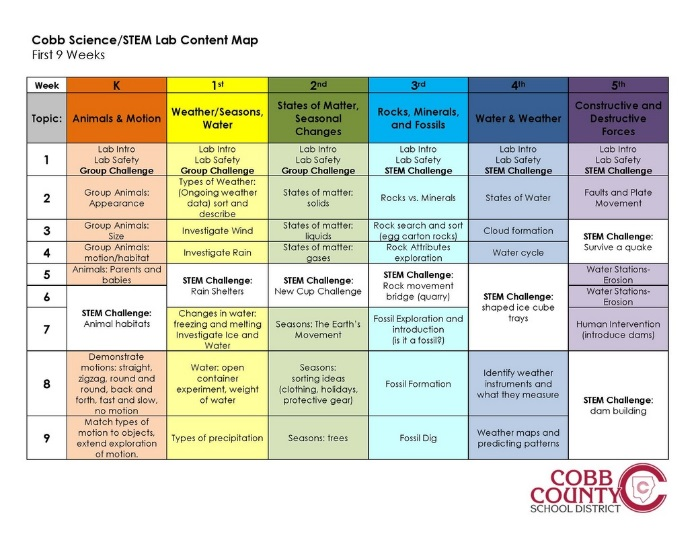 Cobb Science/STEM Lab Content Map
First 9 Weeks
Week K 1st 2nd 3rd 4th 5th
Topic: Animals & Motion Weather/Seasons, Water States of Matter, Seasonal Changes Rocks, Minerals, and Fossils Water & Weather Constructive and Destructive Forces
1
Lab Intro
Lab Safety
Group Challenge
Lab Intro
Lab Safety
Group Challenge
Lab Intro
Lab Safety
Group Challenge
Lab Intro
Lab Safety
STEM Challenge
Lab Intro
Lab Safety
STEM Challenge
Lab Intro
Lab Safety
STEM Challenge
2
Group Animals:
Appearance
Types of Weather:
(Ongoing weather
data) sort and
describe
States of matter:
solids
Rocks vs. Minerals
States of Water
Faults and Plate
Movement
3
Group Animals:
Size
Investigate Wind
States of matter:
liquids
Rock search and sort
(egg carton rocks)
Cloud formation
STEM Challenge:
Survive a quake
4
Group Animals:
motion/habitat
Investigate Rain
States of matter:
gases
Rock Attributes
exploration
Water cycle
5
Animals: Parents and
babies
STEM Challenge:
Rain Shelters
STEM Challenge:
New Cup Challenge
STEM Challenge:
Rock movement
bridge (quarry)
STEM Challenge:
shaped ice cube
trays
Water Stations-
Erosion
6
STEM Challenge:
Animal habitats
Water Stations-
Erosion
7
Changes in water:
freezing and melting
Investigate Ice and
Water
Seasons: The Earth's
Movement
Fossil Exploration and
introduction
(is it a fossil?)
Human Intervention
(introduce dams)
8
Demonstrate
motions: straight,
zigzag, round and
round, back and
forth, fast and slow,
no motion
Water: open
container
experiment, weight
of water
Seasons:
sorting ideas
(clothing, holidays,
protective gear)
Fossil Formation
Identify weather
instruments and
what they measure
STEM Challenge:
dam building
9
Match types of
motion to objects,
extend exploration
of motion.
Types of precipitation
Seasons: trees
Fossil Dig
Weather maps and
predicting patterns
COBB
COUNTY
SCHOOL DISTRICT